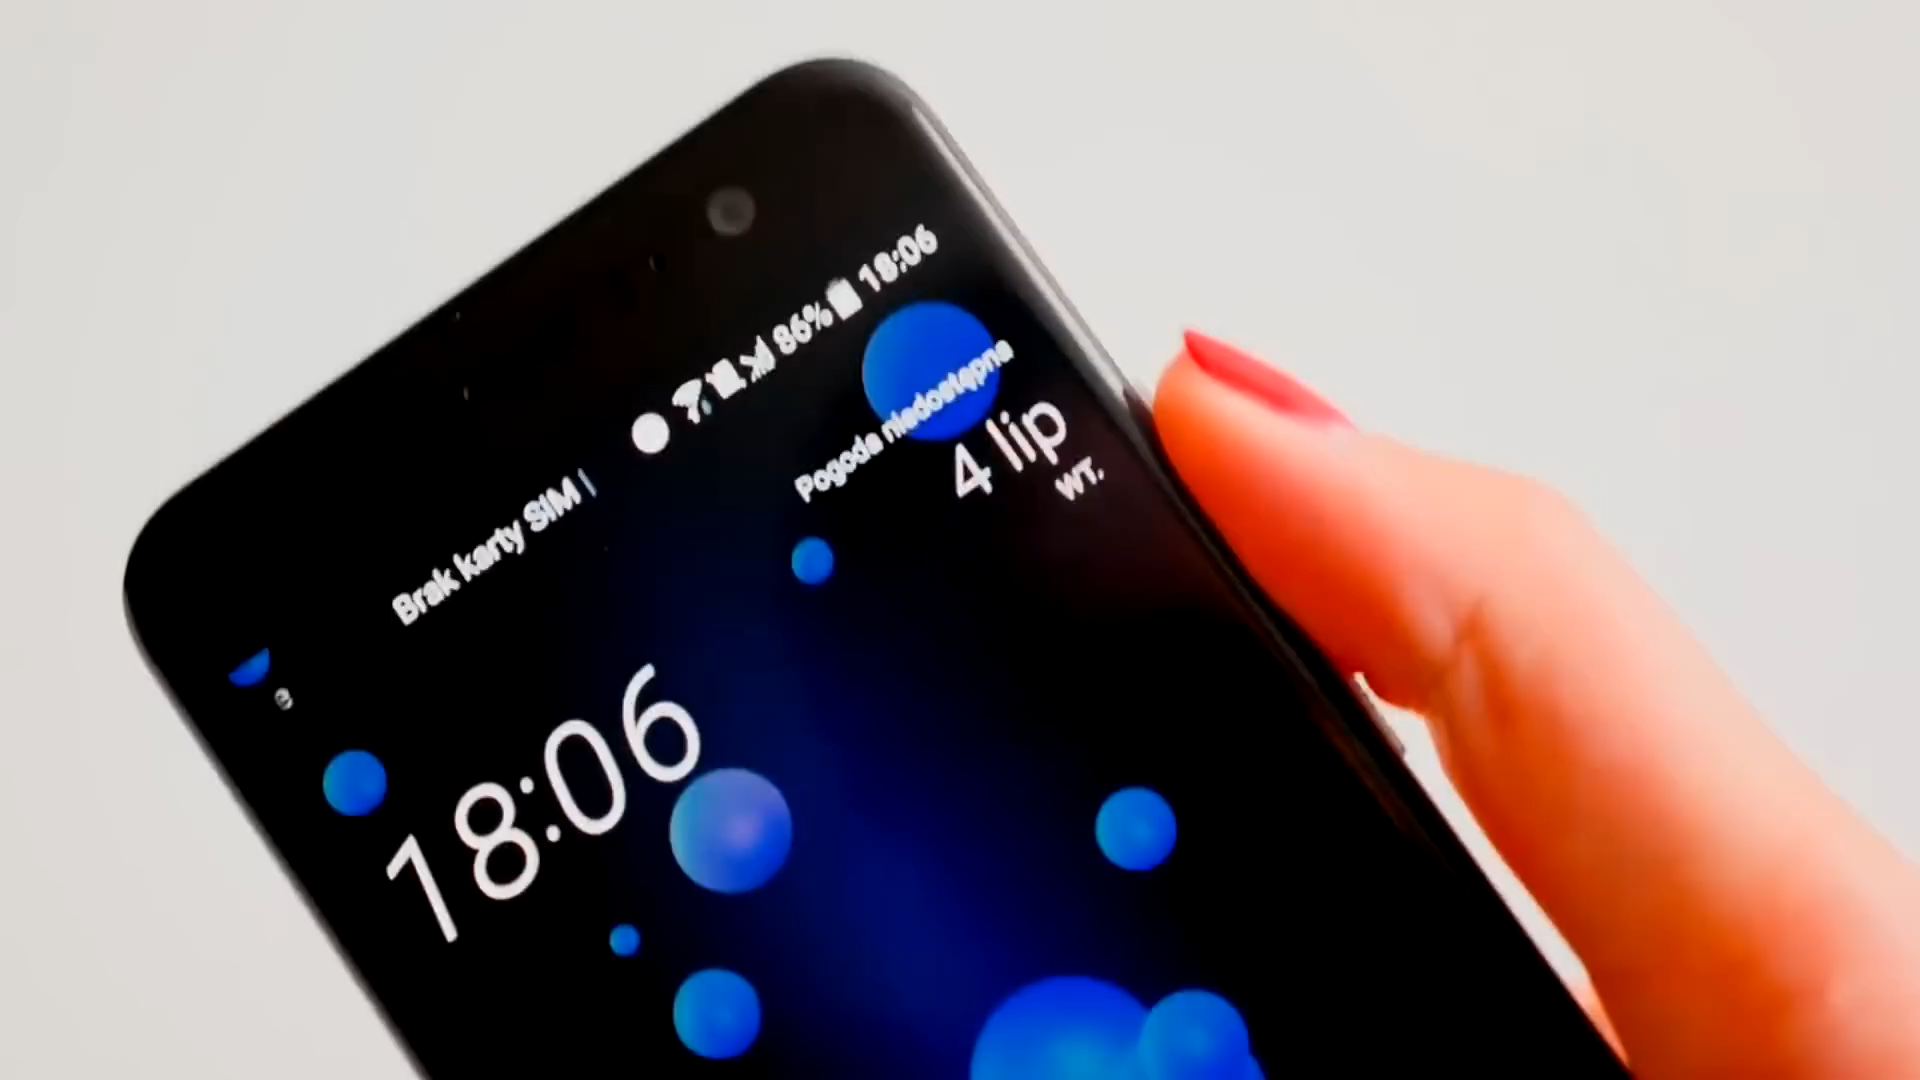 Brak karty SIM |
86% 18:06
Pogoda niedostępna
4 lip
wt.
18:06